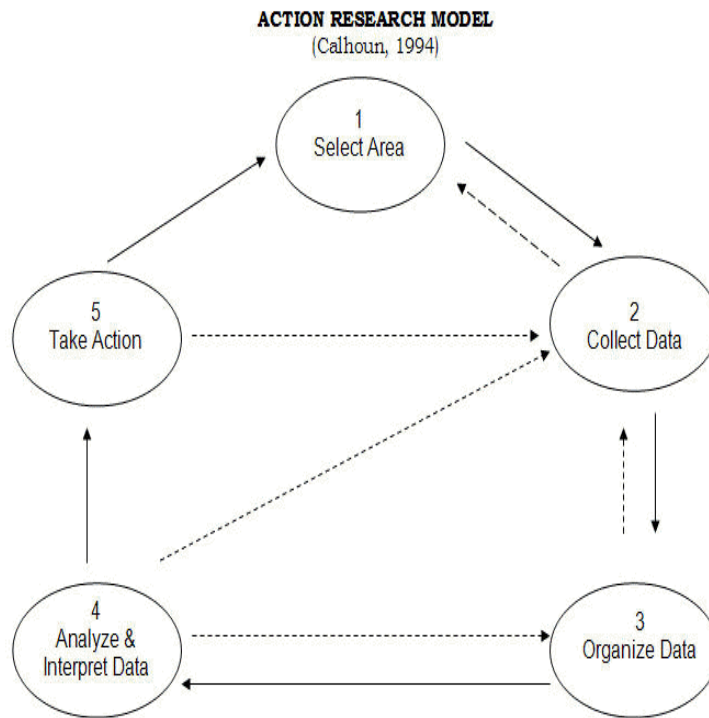 ACTION RESEARCH MODEL
(Calhoun, 1994)
1
Select Area
2
Collect Data
3
Organize Data
4
Analyze &
Interpret Data
5
Take Action